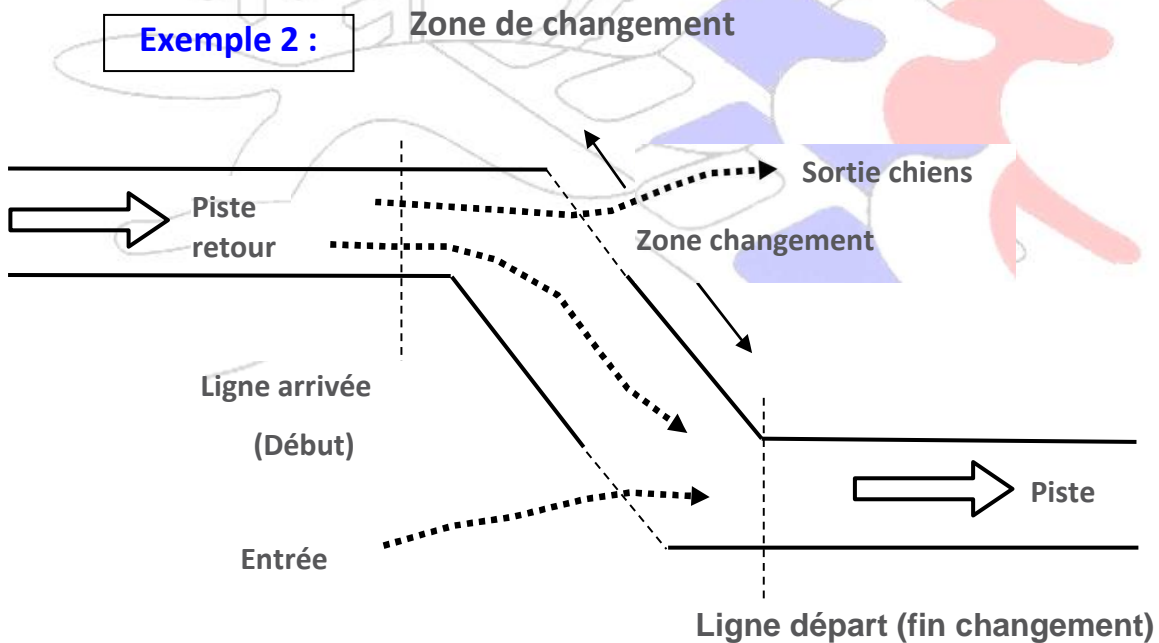 Zone de changement
Exemple 2 :
Sortie chiens
Piste
retour
Zone changement
Ligne arrivée
(Début)
Piste
Entrée
Ligne départ (fin changement)